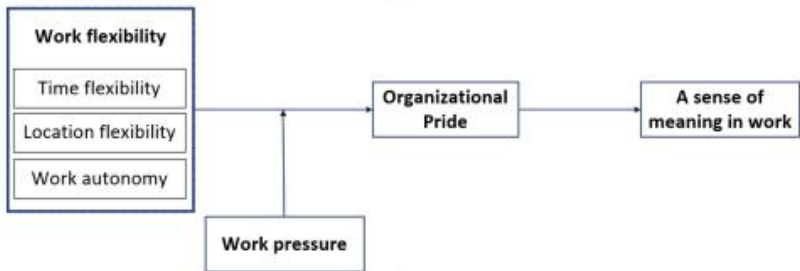 Work flexibility
Time flexibility
Location flexibility
Work autonomy
Organizational
Pride
A sense of
meaning in work
Work pressure